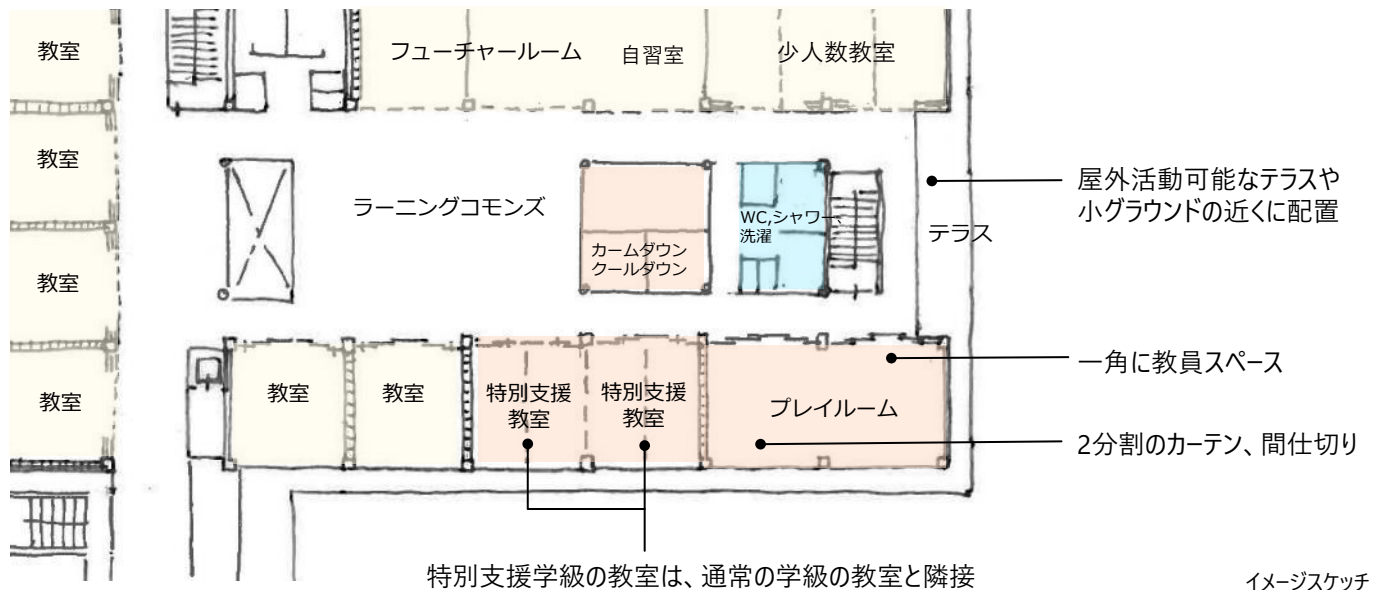 教室
フューチャールーム
自習室
少人数教室
教室
ラーニングコモンズ
カームダウン
クールダウン
WC,シャワー、
洗濯
テラス
屋外活動可能なテラスや
小グラウンドの近くに配置
教室
教室
教室
教室
特別支援
教室
特別支援
教室
プレイルーム
一角に教員スペース
2分割のカーテン、間仕切り
特別支援学級の教室は、通常の学級の教室と隣接
イメージスケッチ